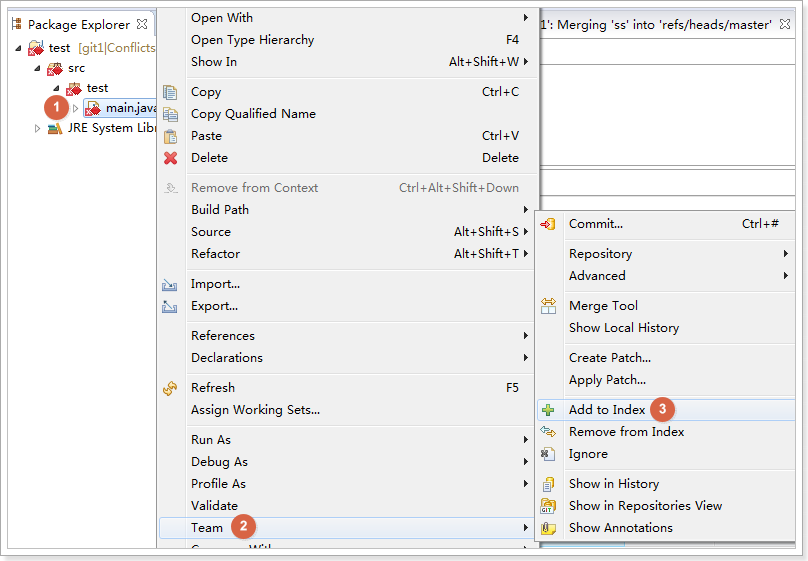 Package Explorer
test [git1|Conflicts
src
test
1
main.java
JRE System Lib
Open With
Open Type Hierarchy F4
Show In Alt+Shift+W
Copy Ctrl+C
Copy Qualified Name
Paste Ctrl+V
Delete Delete
Remove from Context Ctrl+Alt+Shift+Down
Build Path
Source Alt+Shift+S
Refactor Alt+Shift+T
Import...
Export...
References
Declarations
Refresh F5
Assign Working Sets...
Run As
Debug As
Profile As
Validate
Team 2
1': Merging 'ss' into 'refs/heads/master'
Commit... Ctrl+#
Repository
Advanced
Merge Tool
Show Local History
Create Patch...
Apply Patch...
Add to Index 3
Remove from Index
Ignore
Show in History
Show in Repositories View
Show Annotations